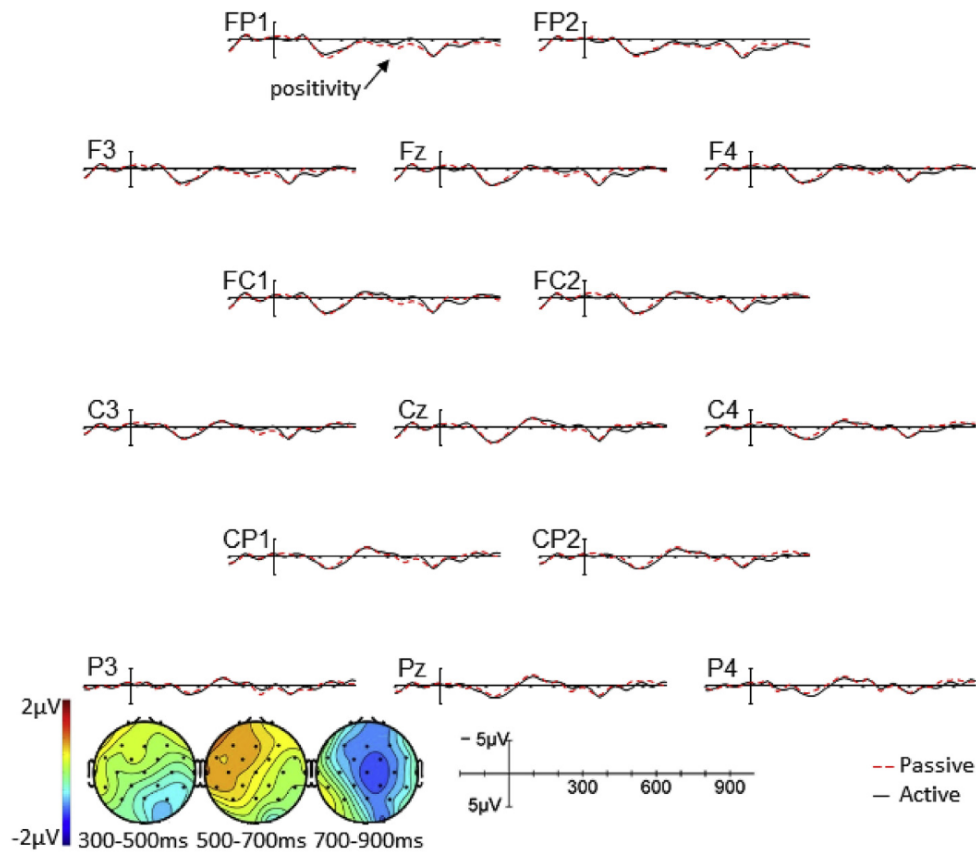 FP1 FP2
positivity
F3 Fz F4
FC1 FC2
C3 Cz C4
CP1 CP2
P3 Pz P4
2µV
-2µV
300-500ms 500-700ms 700-900ms
- 5µV
5µV
300 600 900
Passive
Active